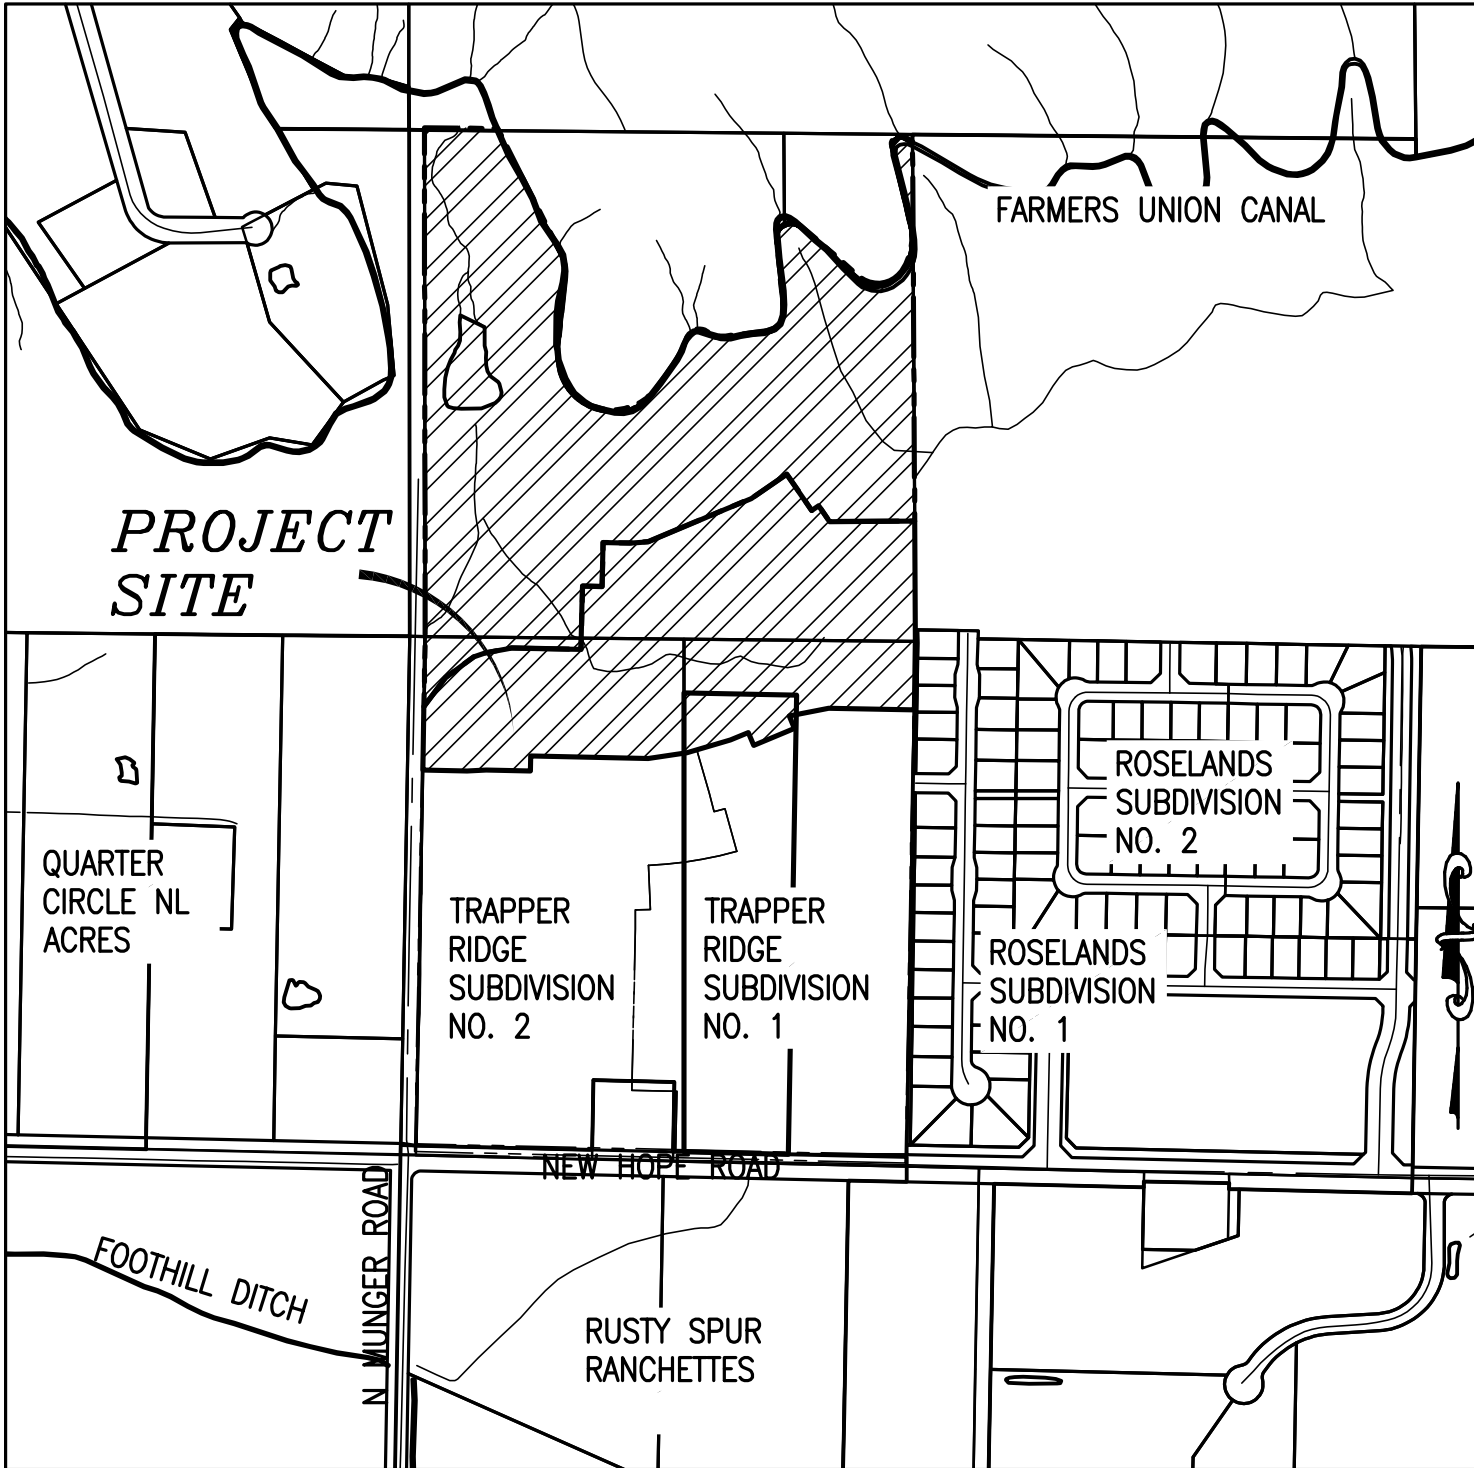 FARMERS UNION CANAL
PROJECT
SITE
ROSELANDS
SUBDIVISION
NO. 2
QUARTER
CIRCLE NL
ACRES
TRAPPER
RIDGE
SUBDIVISION
NO. 2
TRAPPER
RIDGE
SUBDIVISION
NO. 1
ROSELANDS
SUBDIVISION
NO. 1
NEW HOPE ROAD
N MUNGER ROAD
FOOTHILL DITCH
RUSTY SPUR
RANCHETTES